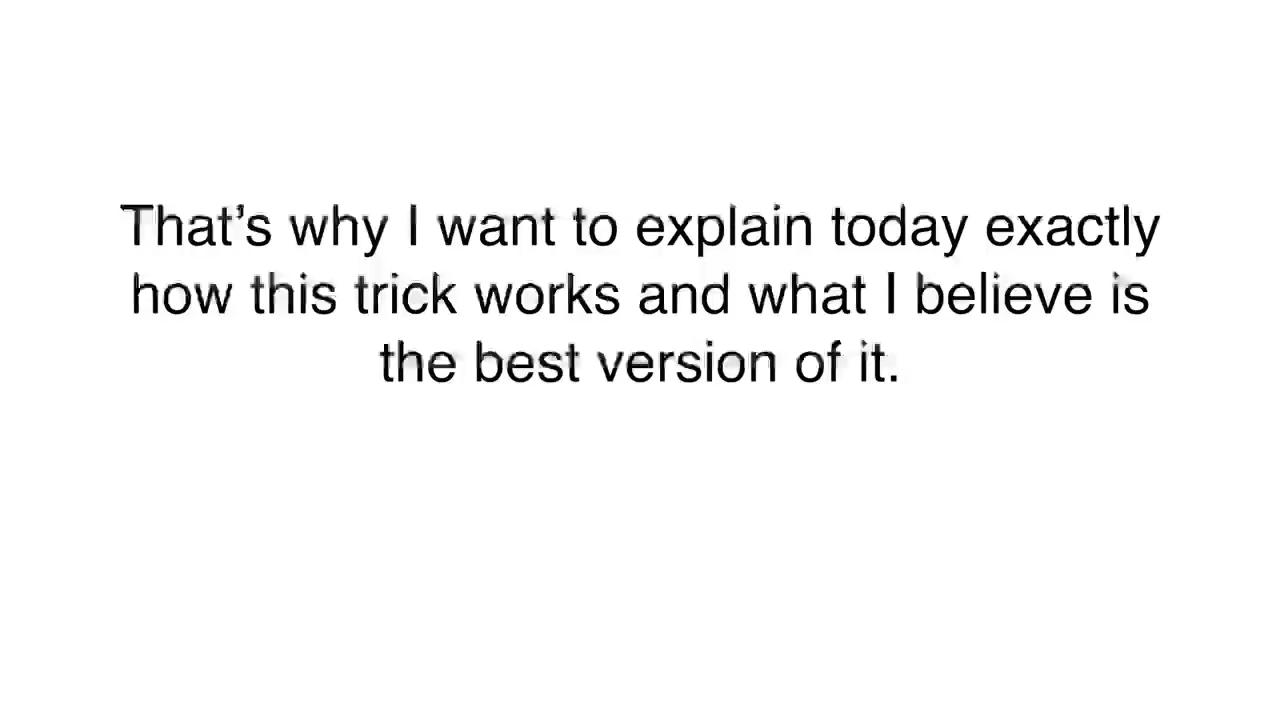 That’s why I want to explain today exactly
how this trick works and what I believe is
the best version of it.